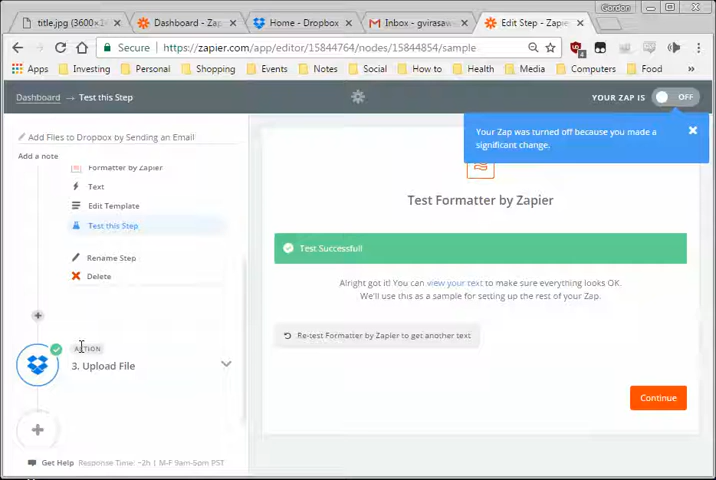 Gordon
title.jpg (3600×
Dashboard - Zap
Home - Dropbox
Inbox - gvirasaw
Edit Step - Zapie
Secure
https://zapier.com/app/editor/15844764/nodes/15844854/sample
4
Apps
Investing
Personal
Shopping
Events
Notes
Social
How to
Health
Media
Computers
Food
»
Dashboard → Test this Step
YOUR ZAP IS
OFF
Your Zap was turned off because you made a
significant change.
Add Files to Dropbox by Sending an Email
Add a note
Formatter by Zapier
Text
Edit Template
Test this Step
Rename Step
Delete
ACTION
3. Upload File
Get Help
Response Time: ~2h | M-F 9am-5pm PST
Test Formatter by Zapier
Test Successful!
Alright got it! You can view your text to make sure everything looks OK.
We'll use this as a sample for setting up the rest of your Zap.
Re-test Formatter by Zapier to get another text
Continue